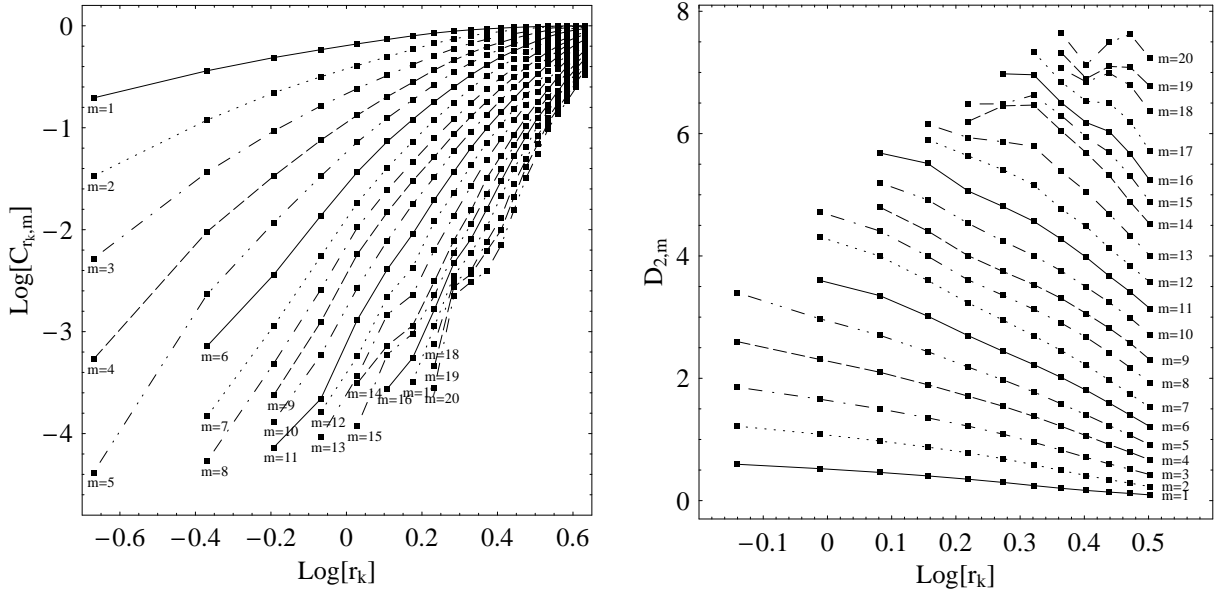 0
−1
−2
−3
−4
Log[C_{r_k,m}]
m=1
m=2
m=3
m=4
m=5
m=6
m=7
m=8
m=9
m=10
m=11
m=12
m=13
m=14
m=15
m=16
m=17
m=18
m=19
m=20
−0.6
−0.4
−0.2
0
0.2
0.4
0.6
Log[r_k]
8
6
4
2
0
D_{2,m}
m=20
m=19
m=18
m=17
m=16
m=15
m=14
m=13
m=12
m=11
m=10
m=9
m=8
m=7
m=6
m=5
m=4
m=3
m=2
m=1
−0.1
0
0.1
0.2
0.3
0.4
0.5
Log[r_k]